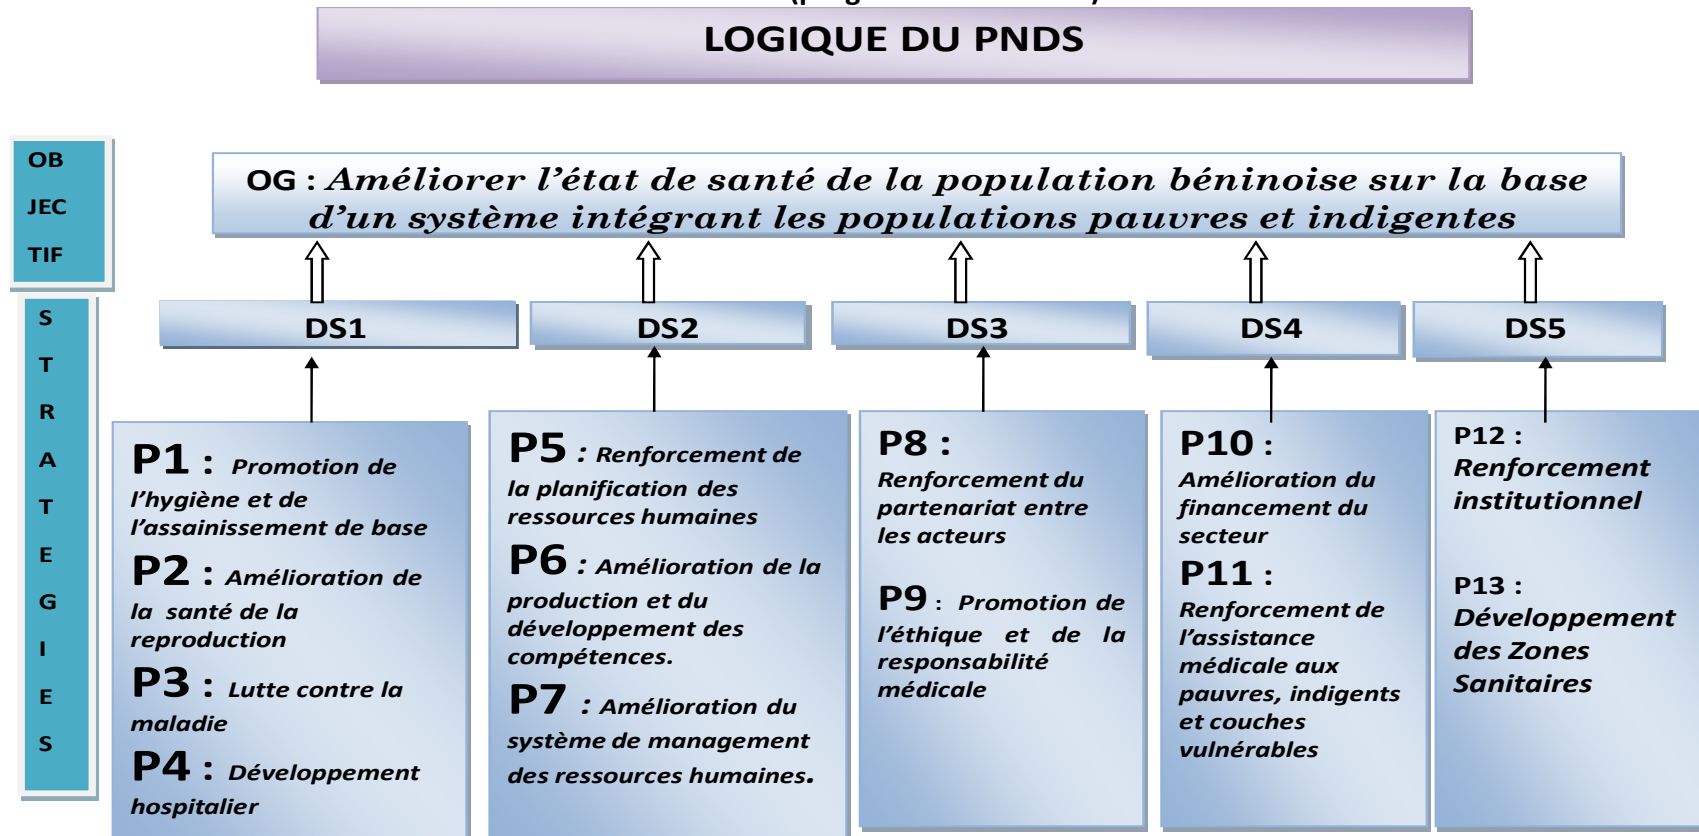 LOGIQUE DU PNDS
OB
JEC
TIF
OG : Améliorer l’état de santé de la population béninoise sur la base
d’un système intégrant les populations pauvres et indigentes
S
T
R
A
T
E
G
I
E
S
DS1
DS2
DS3
DS4
DS5
P1 : Promotion de
l’hygiène et de
l’assainissement de base
P2 : Amélioration de
la santé de la
reproduction
P3 : Lutte contre la
maladie
P4 : Développement
hospitalier
P5 : Renforcement de
la planification des
ressources humaines
P6 : Amélioration de la
production et du
développement des
compétences.
P7 : Amélioration du
système de management
des ressources humaines.
P8 :
Renforcement du
partenariat entre
les acteurs
P9 : Promotion de
l’éthique et de la
responsabilité
médicale
P10 :
Amélioration du
financement du
secteur
P11 :
Renforcement de
l’assistance
médicale aux
pauvres, indigents
et couches
vulnérables
P12 :
Renforcement
institutionnel
P13 :
Développement
des Zones
Sanitaires